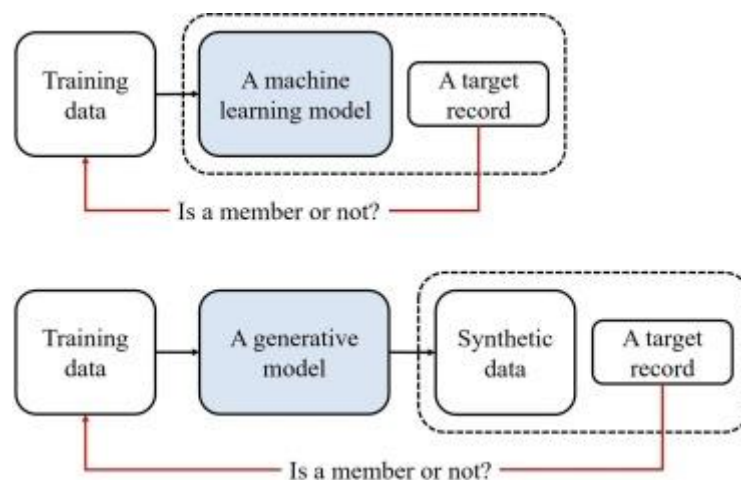 Training
data
A machine
learning model
A target
record
Is a member or not?
Training
data
A generative
model
Synthetic
data
A target
record
Is a member or not?